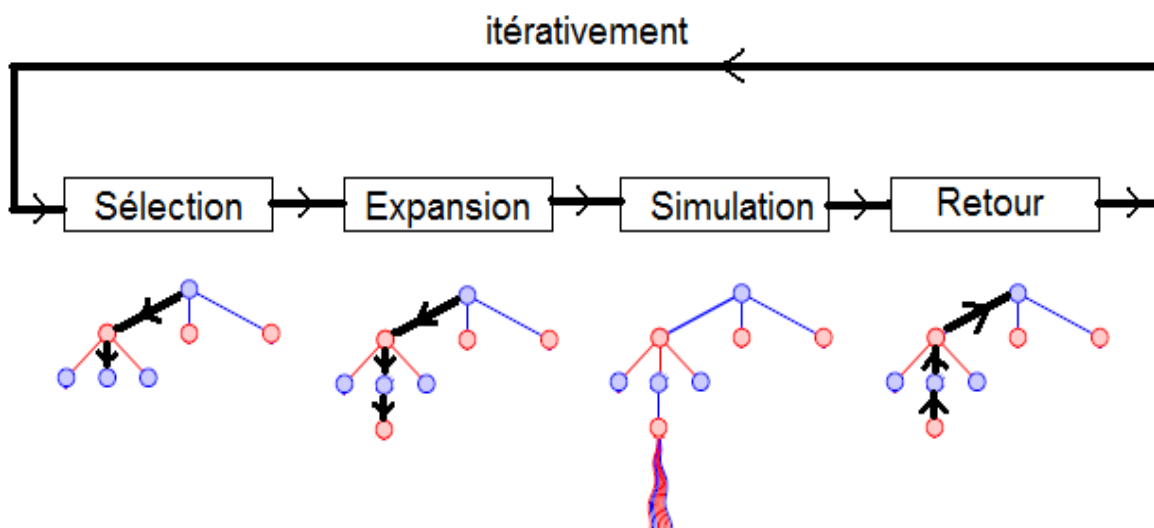 itérativement
Sélection
Expansion
Simulation
Retour